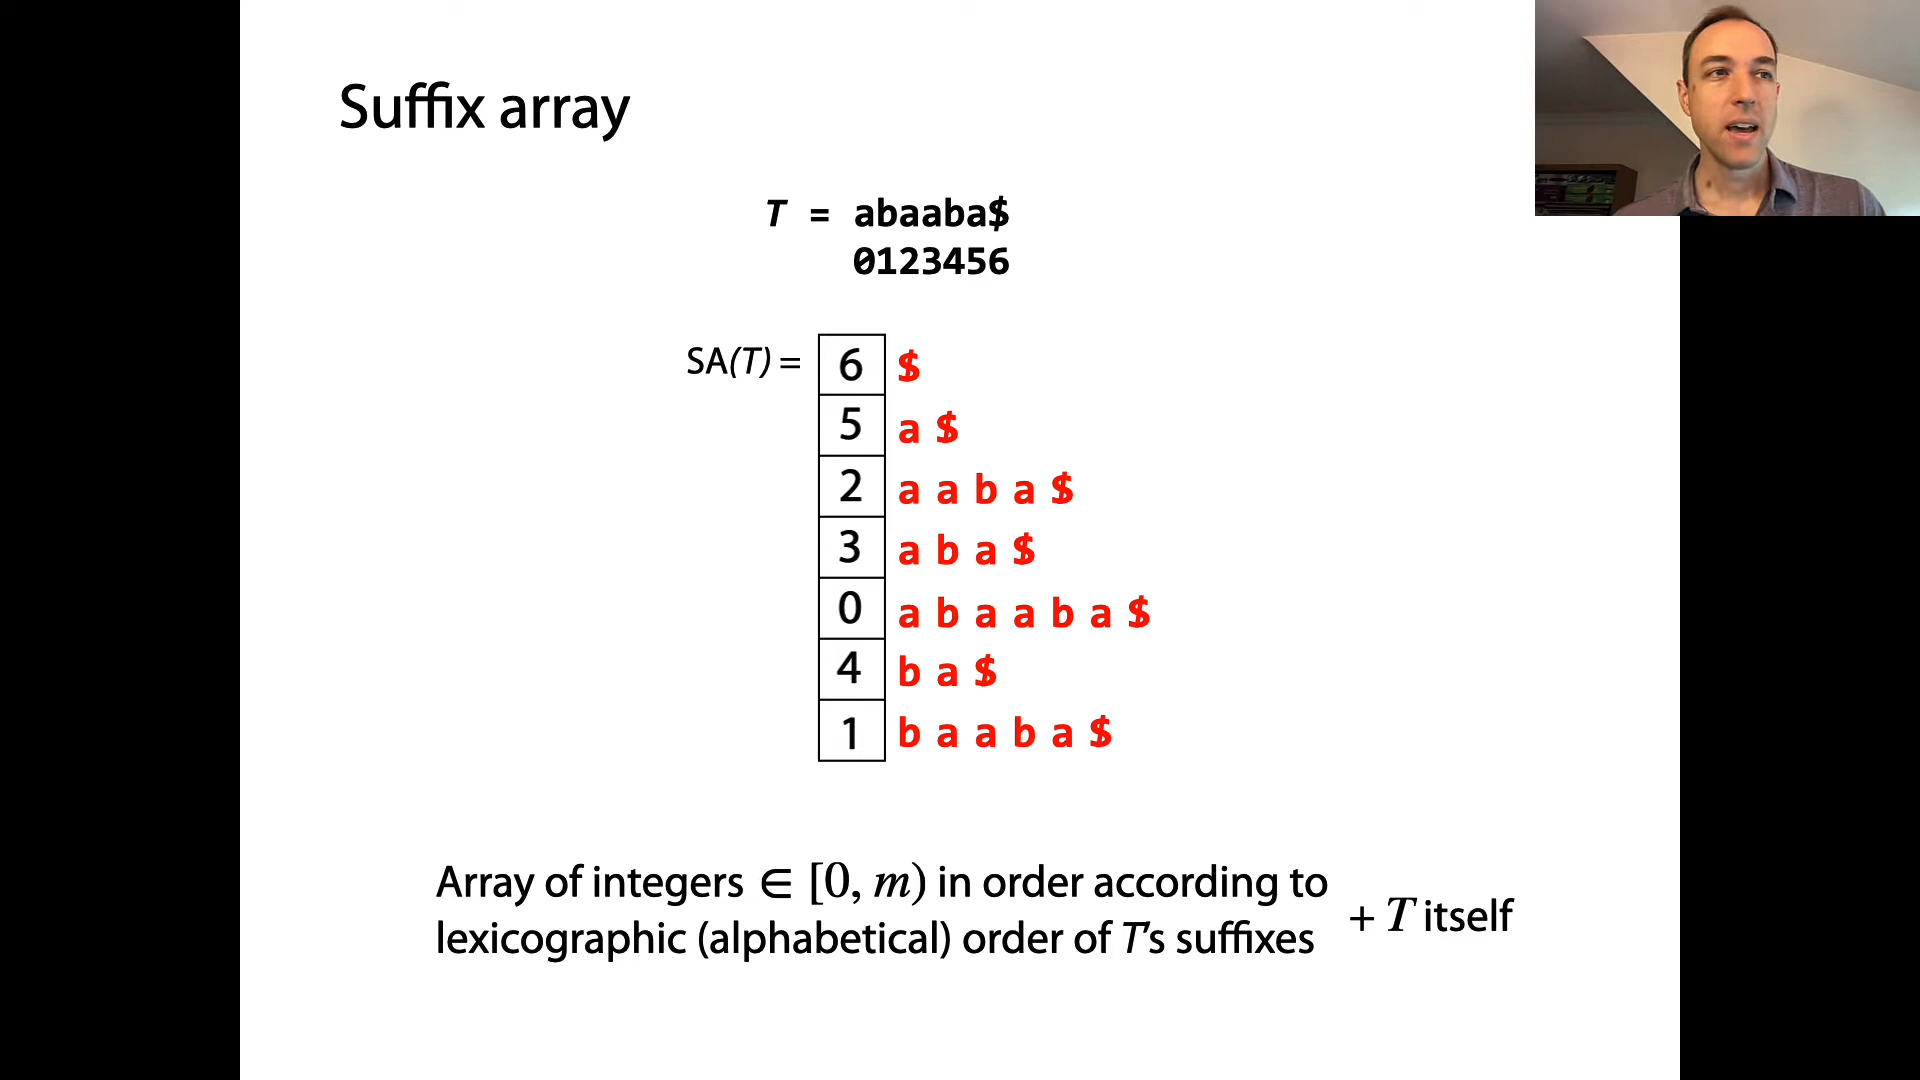 Suffix array
T = abaaba$
0123456
SA(T) =
6 $
5 a $
2 a a b a $
3 a b a $
0 a b a a b a $
4 b a $
1 b a a b a $
Array of integers ∈ [0, m) in order according to
lexicographic (alphabetical) order of T's suffixes
+ T itself